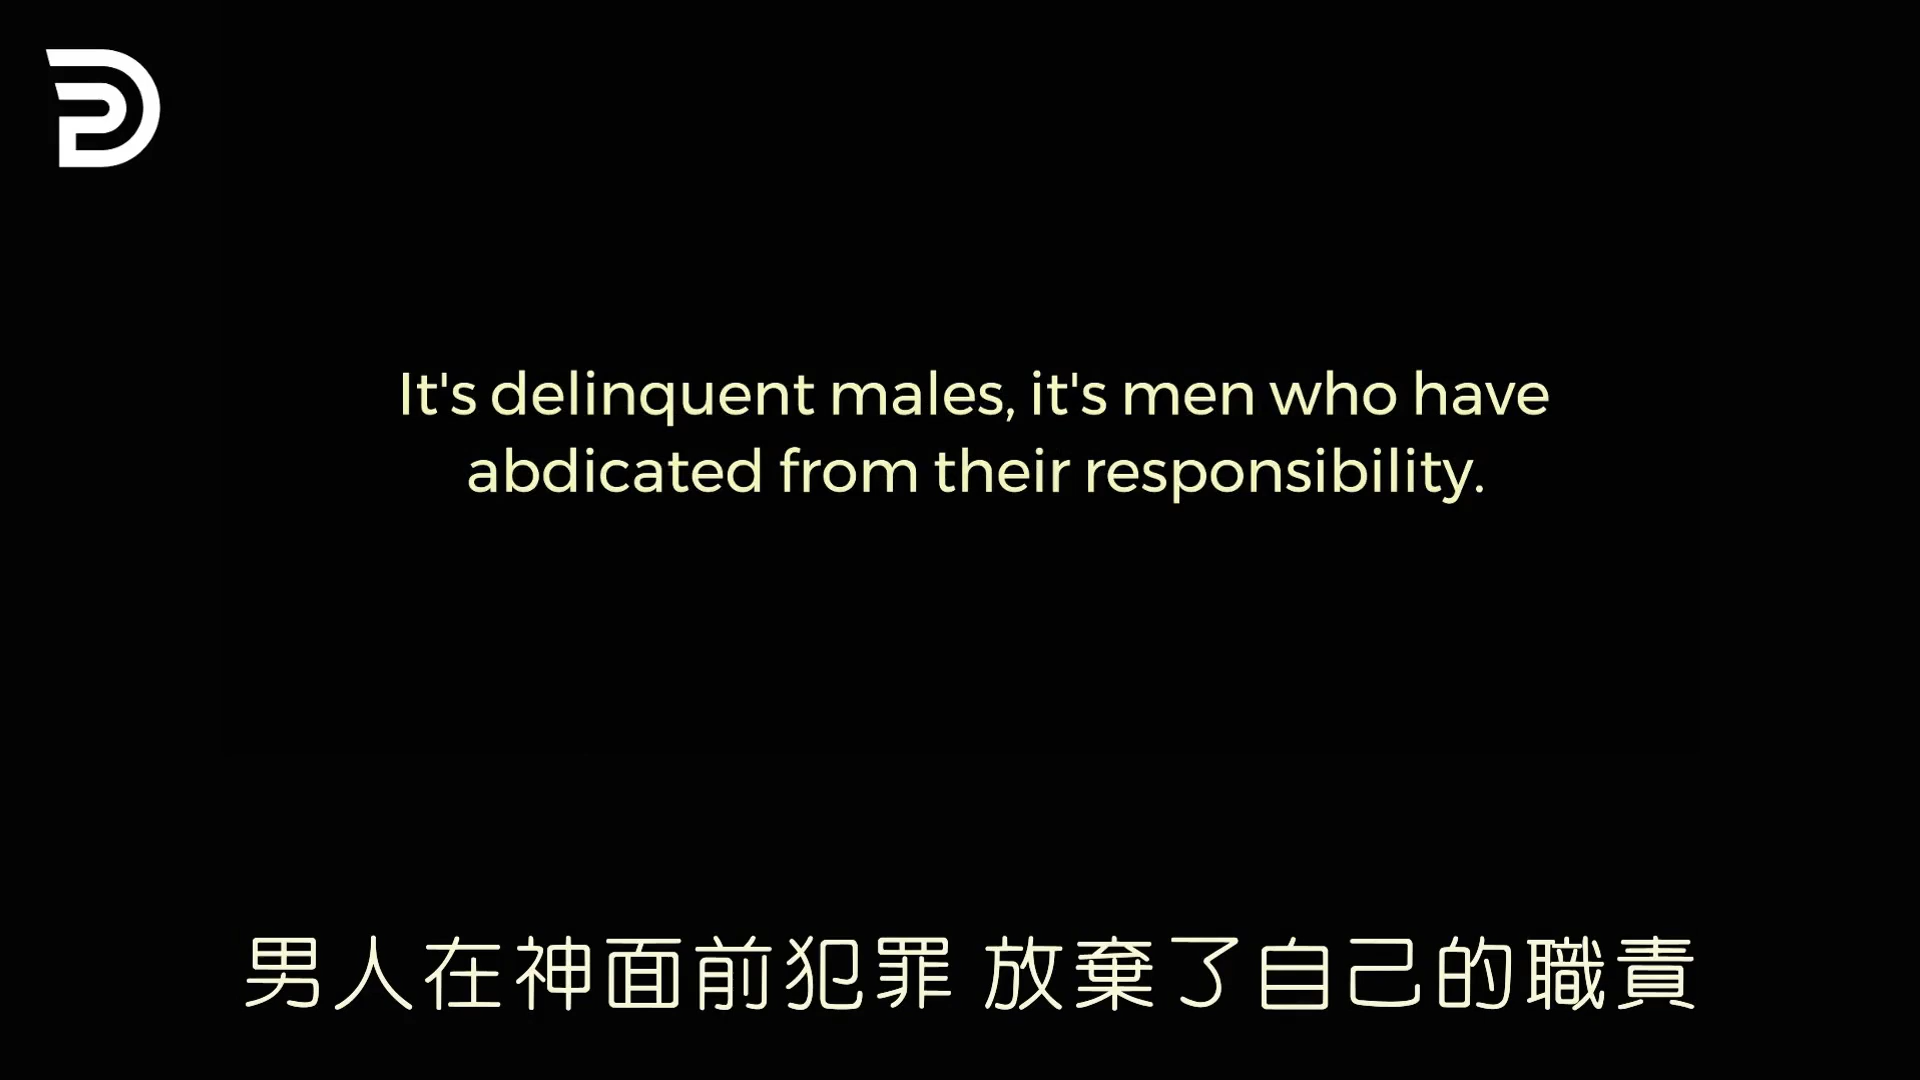 It's delinquent males, it's men who have
abdicated from their responsibility.
男人在神面前犯罪 放棄了自己的職責